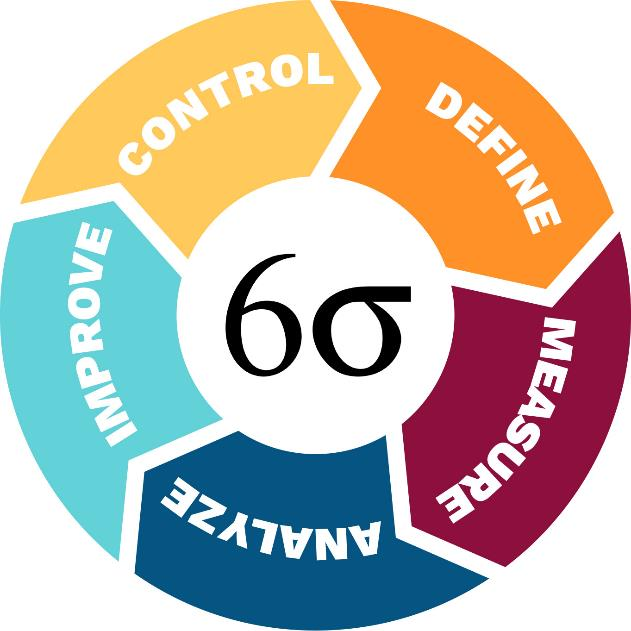 DEFINE
MEASURE
ANALYZE
IMPROVE
CONTROL
6σ